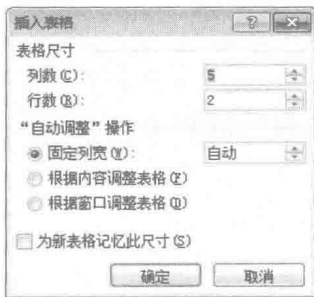 插入表格
表格尺寸
列数(C): 5
行数(R): 2
“自动调整”操作
固定列宽(W): 自动
根据内容调整表格(F)
根据窗口调整表格(D)
为新表格记忆此尺寸(S)
确定 取消